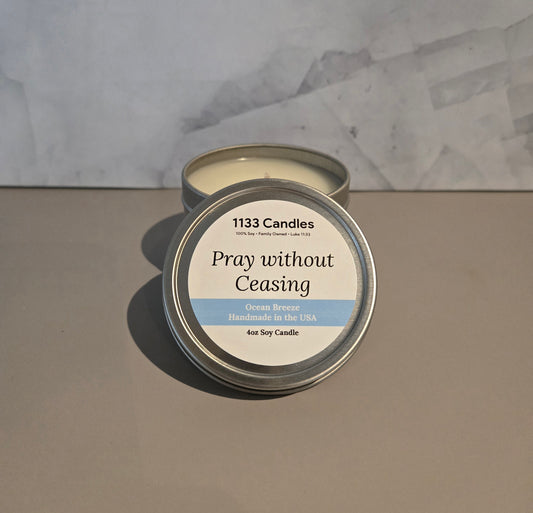 1133 Candles
100% Soy • Family Owned • Luke 11:33
Pray without
Ceasing
Ocean Breeze
Handmade in the USA
4oz Soy Candle